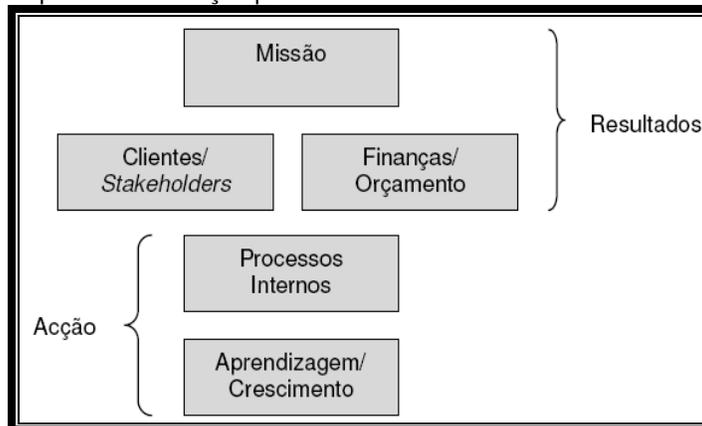 Missão
Resultados
Clientes/
Stakeholders
Finanças/
Orçamento
Processos
Internos
Acção
Aprendizagem/
Crescimento